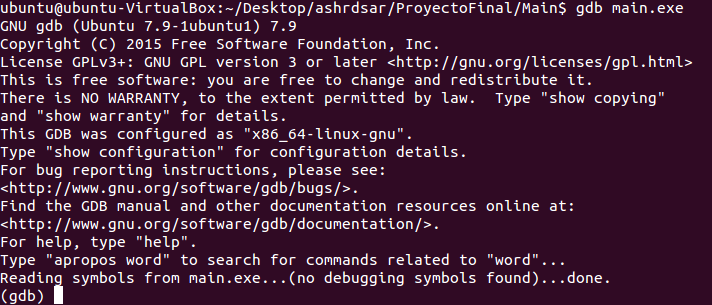 ubuntu@ubuntu-VirtualBox:~/Desktop/ashrdsar/ProyectoFinal/Main$ gdb main.exe
GNU gdb (Ubuntu 7.9-1ubuntu1) 7.9
Copyright (C) 2015 Free Software Foundation, Inc.
License GPLv3+: GNU GPL version 3 or later <http://gnu.org/licenses/gpl.html>
This is free software: you are free to change and redistribute it.
There is NO WARRANTY, to the extent permitted by law.  Type "show copying"
and "show warranty" for details.
This GDB was configured as "x86_64-linux-gnu".
Type "show configuration" for configuration details.
For bug reporting instructions, please see:
<http://www.gnu.org/software/gdb/bugs/>.
Find the GDB manual and other documentation resources online at:
<http://www.gnu.org/software/gdb/documentation/>.
For help, type "help".
Type "apropos word" to search for commands related to "word"...
Reading symbols from main.exe...(no debugging symbols found)...done.
(gdb)